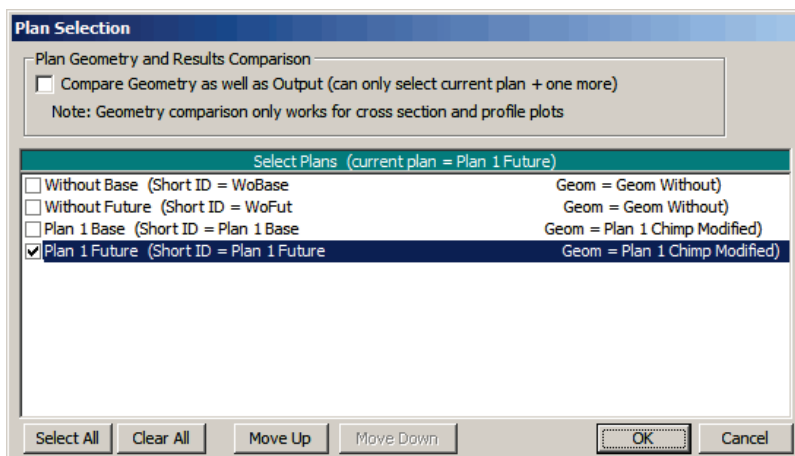 Plan Selection
Plan Geometry and Results Comparison
Compare Geometry as well as Output (can only select current plan + one more)
Note: Geometry comparison only works for cross section and profile plots
Select Plans (current plan = Plan 1 Future)
Without Base (Short ID = WoBase Geom = Geom Without)
Without Future (Short ID = WoFut Geom = Geom Without)
Plan 1 Base (Short ID = Plan 1 Base Geom = Plan 1 Chimp Modified)
Plan 1 Future (Short ID = Plan 1 Future Geom = Plan 1 Chimp Modified)
Select All Clear All Move Up Move Down OK Cancel